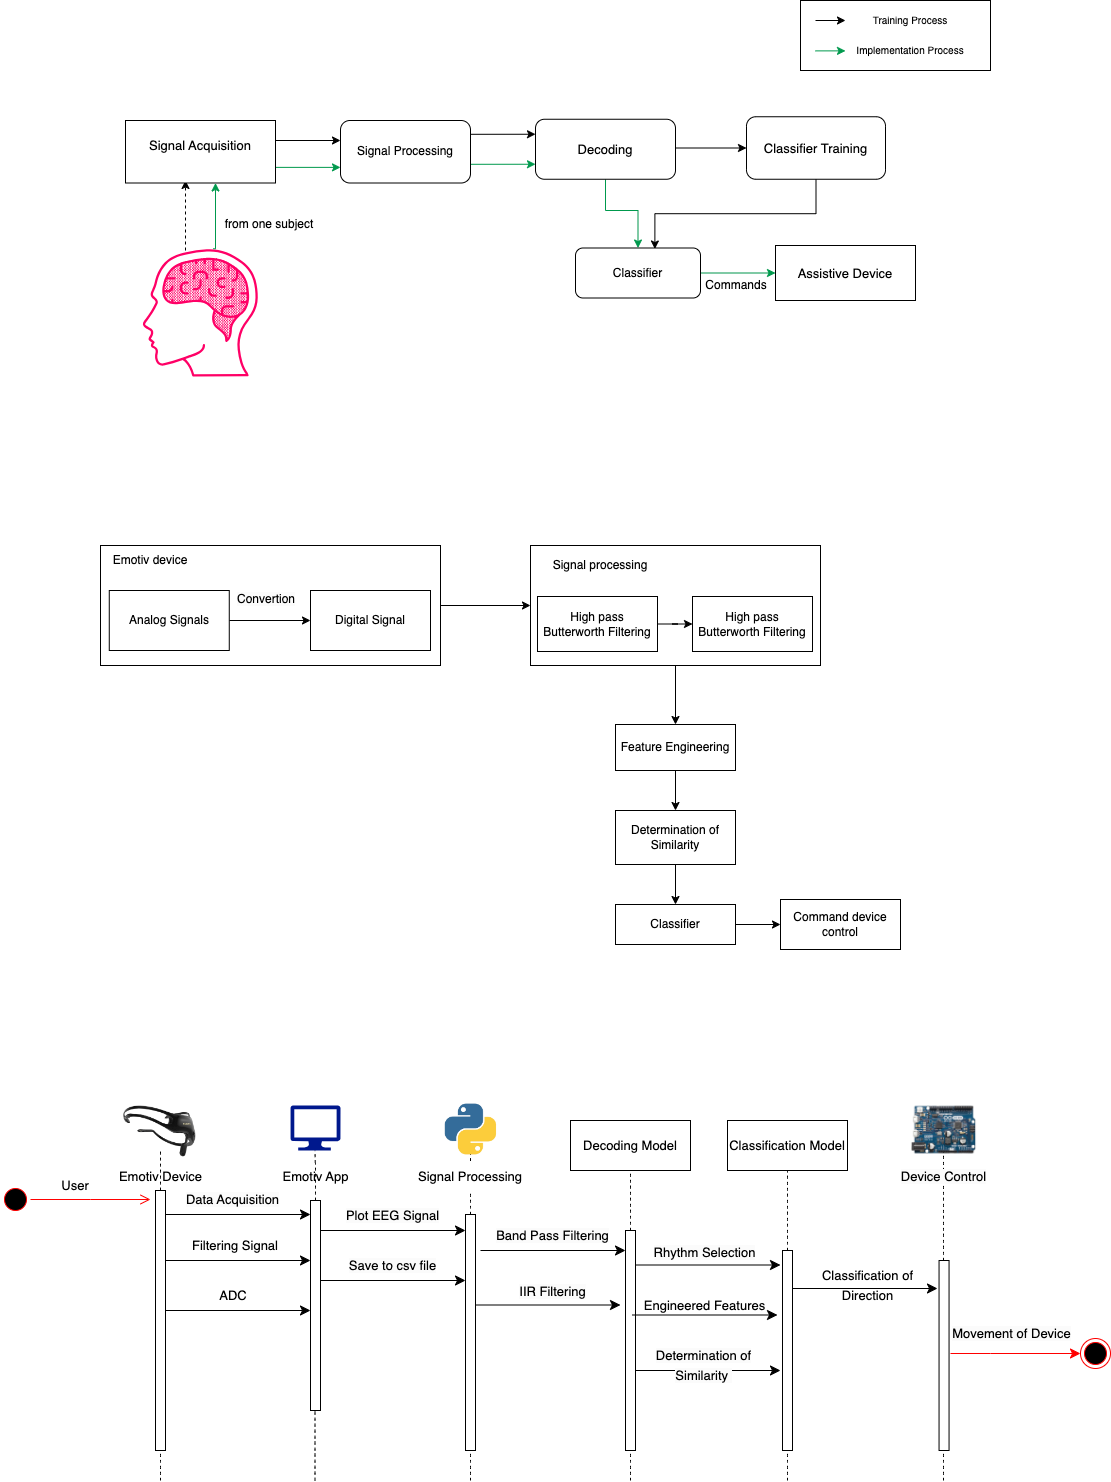 Training Process
Implementation Process
Signal Acquisition
Signal Processing
Decoding
Classifier Training
from one subject
Classifier
Commands
Assistive Device
Emotiv device
Analog Signals
Convertion
Digital Signal
Signal processing
High pass
Butterworth Filtering
High pass
Butterworth Filtering
Feature Engineering
Determination of
Similarity
Classifier
Command device
control
Emotiv Device
Emotiv App
Signal Processing
Decoding Model
Classification Model
Device Control
User
Data Acquisition
Filtering Signal
ADC
Plot EEG Signal
Save to csv file
Band Pass Filtering
IIR Filtering
Rhythm Selection
Engineered Features
Determination of
Similarity
Classification of
Direction
Movement of Device